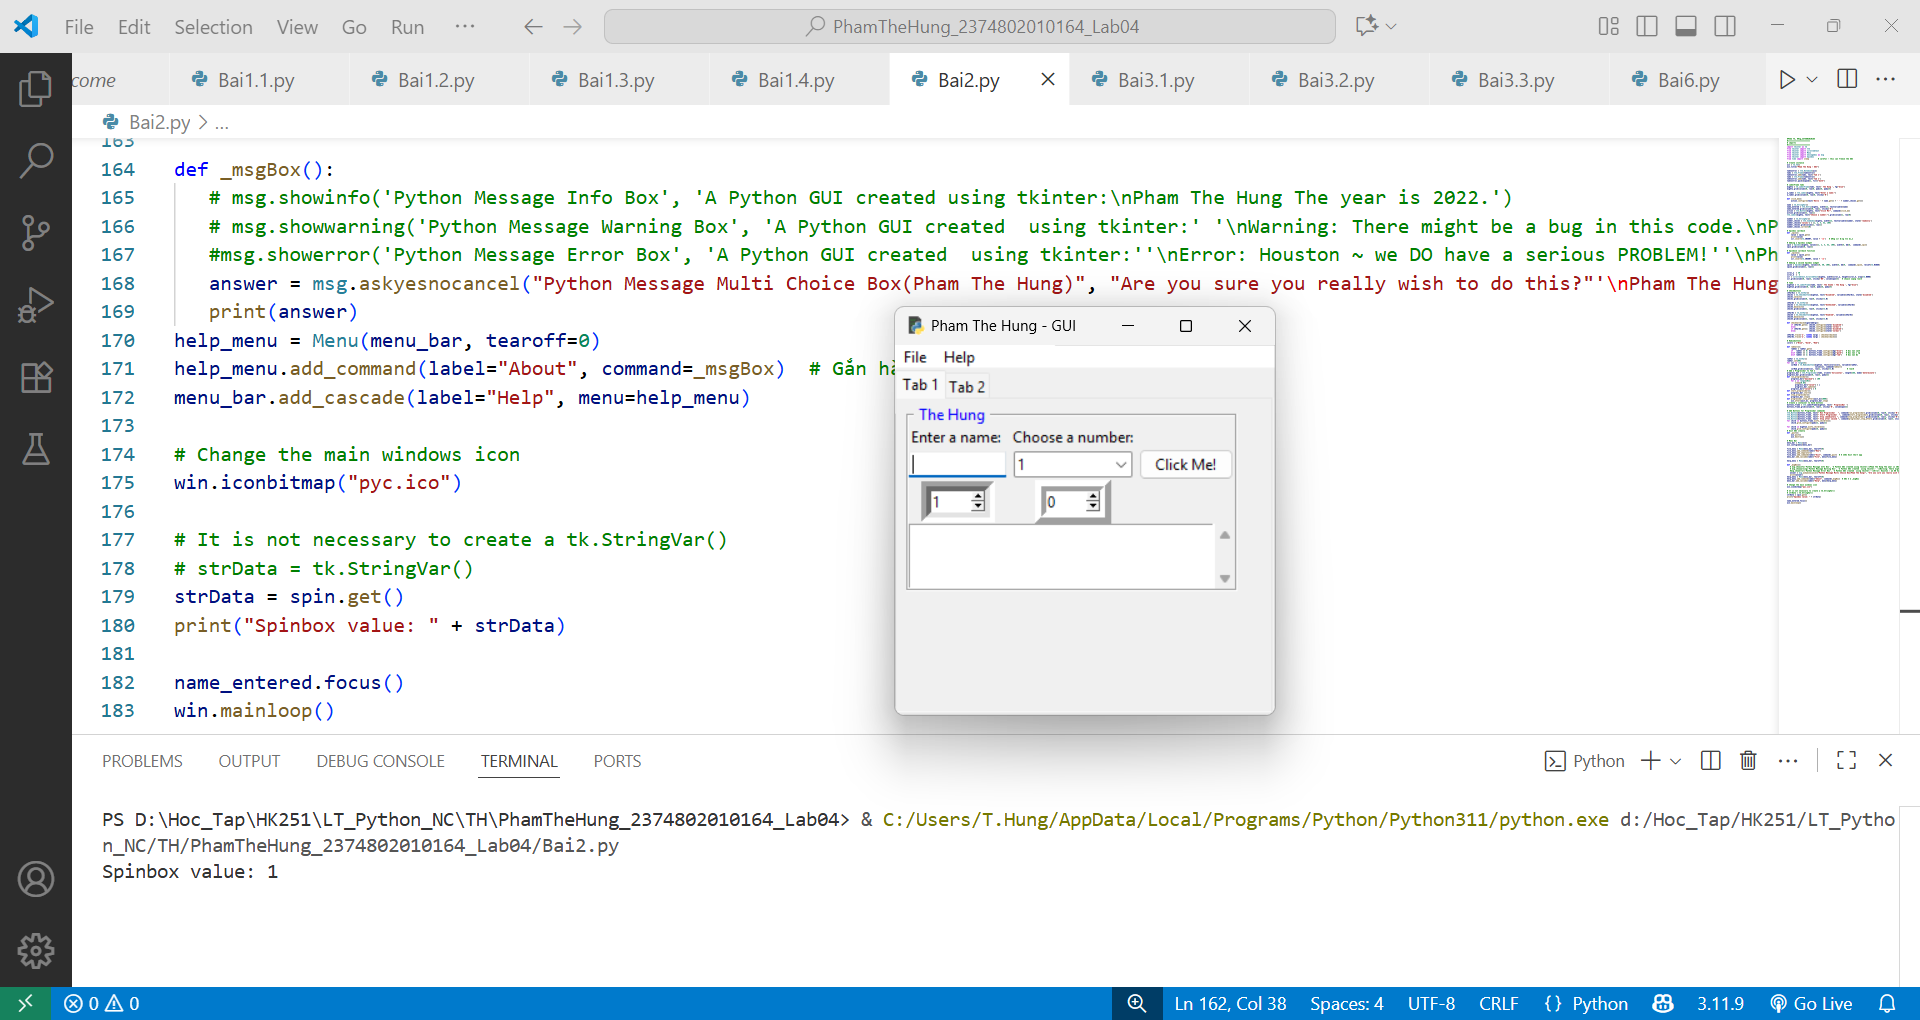 File Edit Selection View Go Run ··· PhamTheHung_2374802010164_Lab04
come Bai1.1.py Bai1.2.py Bai1.3.py Bai1.4.py Bai2.py Bai3.1.py Bai3.2.py Bai3.3.py Bai6.py
Bai2.py > ...
163
164 def _msgBox():
165 # msg.showinfo('Python Message Info Box', 'A Python GUI created using tkinter:\nPham The Hung The year is 2022.')
166 # msg.showwarning('Python Message Warning Box', 'A Python GUI created  using tkinter: ' '\nWarning: There might be a bug in this code.\nP
167 #msg.showerror('Python Message Error Box', 'A Python GUI created  using tkinter:''\nError: Houston ~ we DO have a serious PROBLEM!''\nPh
168 answer = msg.askyesnocancel("Python Message Multi Choice Box(Pham The Hung)", "Are you sure you really wish to do this?"'\nPham The Hung
169 print(answer)
170 help_menu = Menu(menu_bar, tearoff=0)
171 help_menu.add_command(label="About", command=_msgBox)  # Gắn hà
172 menu_bar.add_cascade(label="Help", menu=help_menu)
173
174 # Change the main windows icon
175 win.iconbitmap("pyc.ico")
176
177 # It is not necessary to create a tk.StringVar()
178 # strData = tk.StringVar()
179 strData = spin.get()
180 print("Spinbox value: " + strData)
181
182 name_entered.focus()
183 win.mainloop()
Pham The Hung - GUI
File Help
Tab 1 Tab 2
The Hung
Enter a name: Choose a number:
1 Click Me!
1 0
PROBLEMS OUTPUT DEBUG CONSOLE TERMINAL PORTS Python
PS D:\Hoc_Tap\HK251\LT_Python_NC\TH\PhamTheHung_2374802010164_Lab04> & C:/Users/T.Hung/AppData/Local/Programs/Python/Python311/python.exe d:/Hoc_Tap/HK251/LT_Pytho
n_NC/TH/PhamTheHung_2374802010164_Lab04/Bai2.py
Spinbox value: 1
0 0 Ln 162, Col 38 Spaces: 4 UTF-8 CRLF {} Python 3.11.9 Go Live